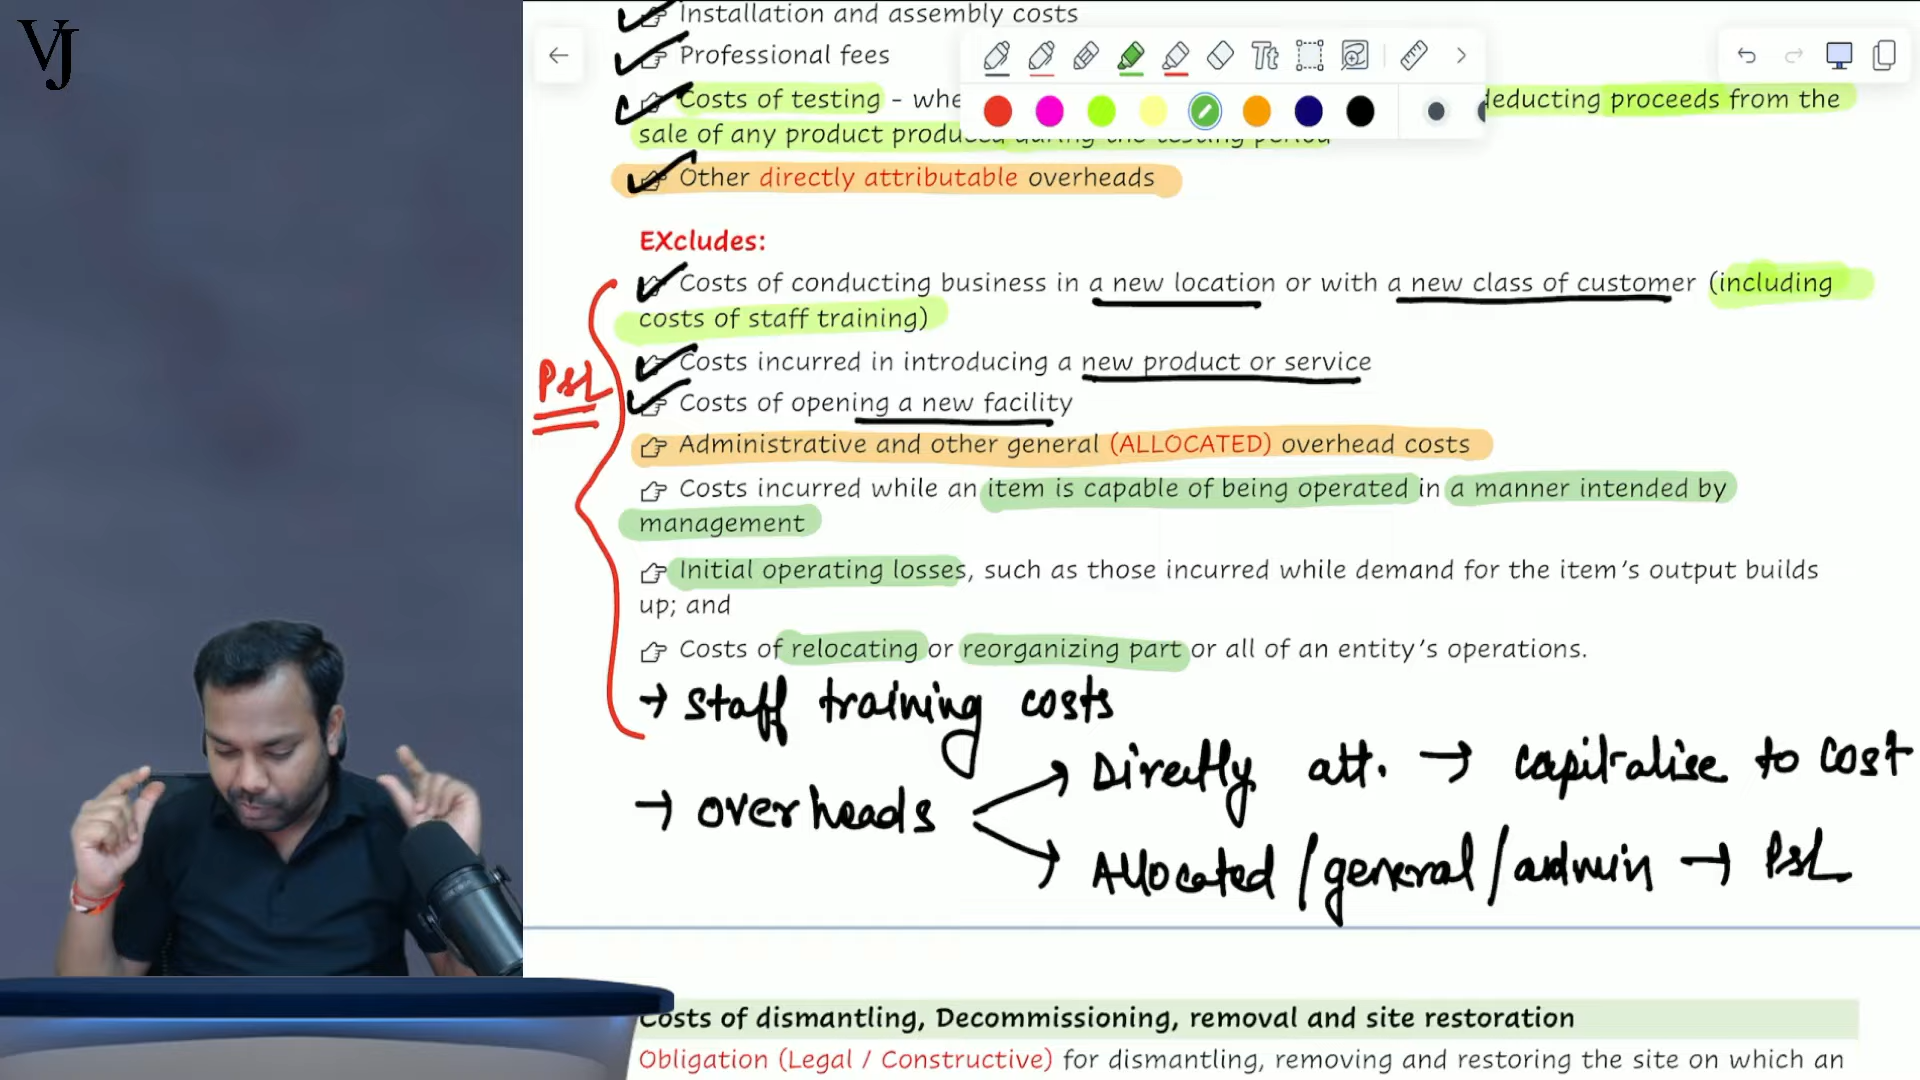 VJ
Installation and assembly costs
Professional fees
Tt
Costs of testing - whe deducting proceeds from the
sale of any product produced during the testing period
Other directly attributable overheads
EXcludes:
Costs of conducting business in a new location or with a new class of customer (including
costs of staff training)
Costs incurred in introducing a new product or service
P&L
Costs of opening a new facility
Administrative and other general (ALLOCATED) overhead costs
Costs incurred while an item is capable of being operated in a manner intended by
management
Initial operating losses, such as those incurred while demand for the item's output builds
up; and
Costs of relocating or reorganizing part or all of an entity's operations.
→ Staff training costs
Directly att. → capitalise to cost
→ overheads
Allocated / general / admin → P&L
Costs of dismantling, Decommissioning, removal and site restoration
Obligation (Legal / Constructive) for dismantling, removing and restoring the site on which an